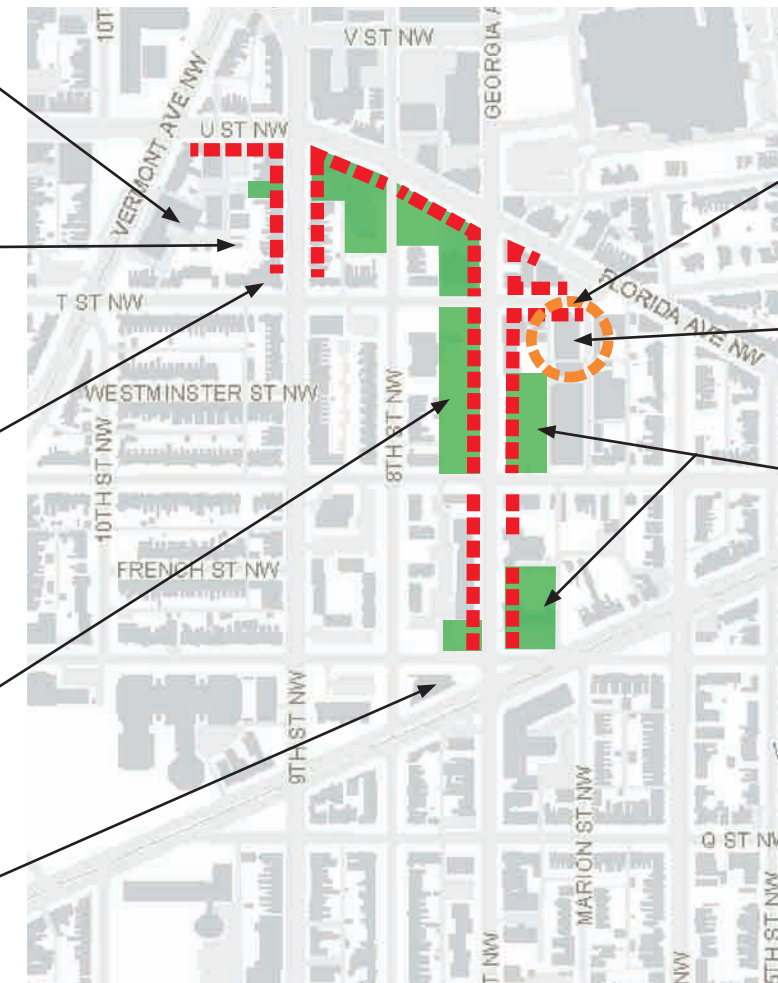 10T
V ST NW
GEORGIA A
VERMONT AVE NW
U ST NW
T ST NW
FLORIDA AVE NW
WESTMINSTER ST NW
8TH ST NW
10TH ST NW
FRENCH ST NW
9TH ST NW
MARION ST NW
Q ST NW
5TH ST NW
T NW
NW